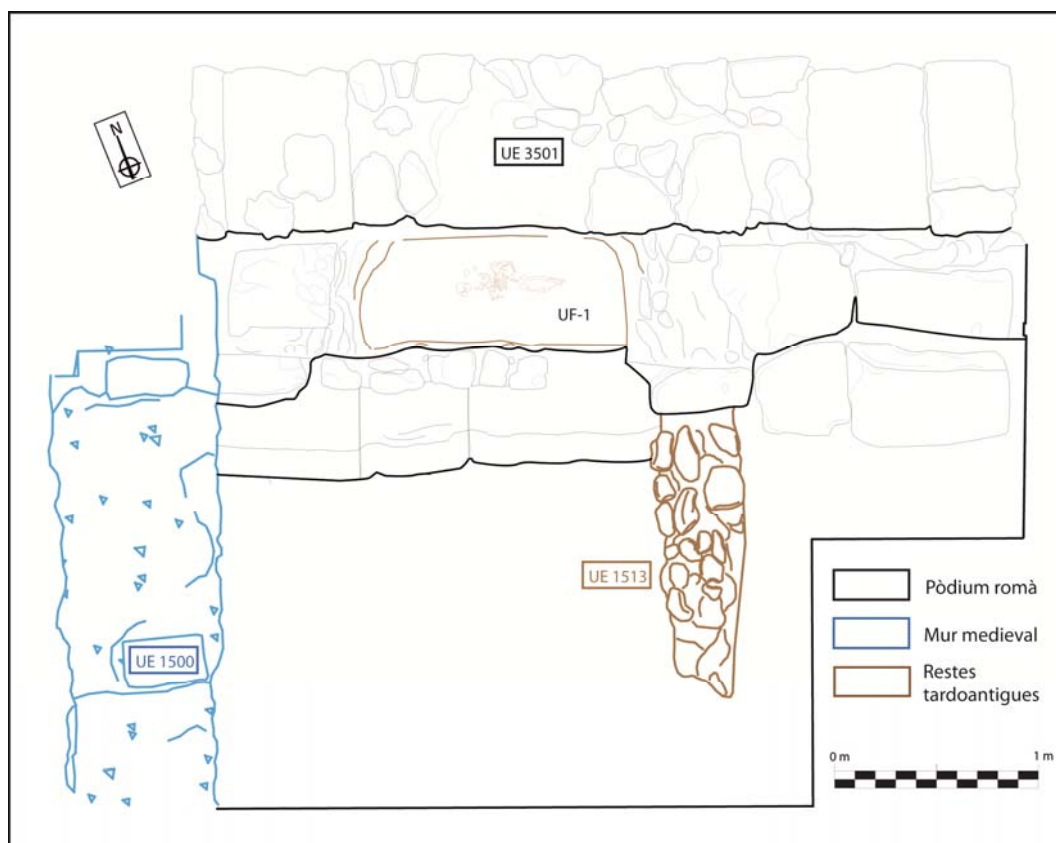 N
UE 3501
UF-1
UE 1513
UE 1500
Pòdium romà
Mur medieval
Restes
tardoantigues
0 m
1 m